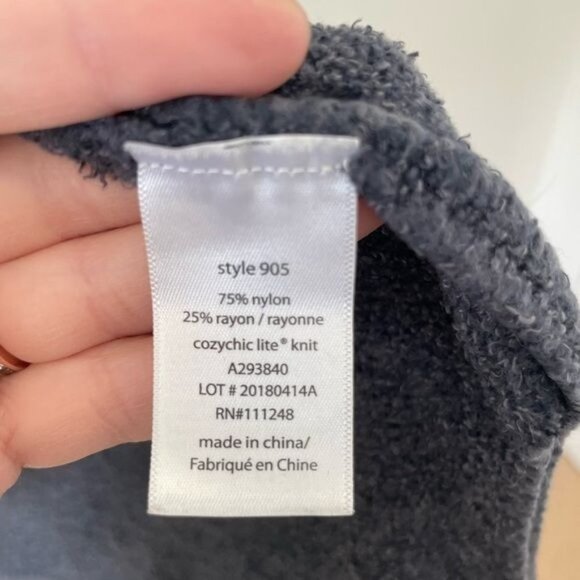 style 905
75% nylon
25% rayon / rayonne
cozychic lite® knit
A293840
LOT # 20180414A
RN#111248
made in china/
Fabriqué en Chine